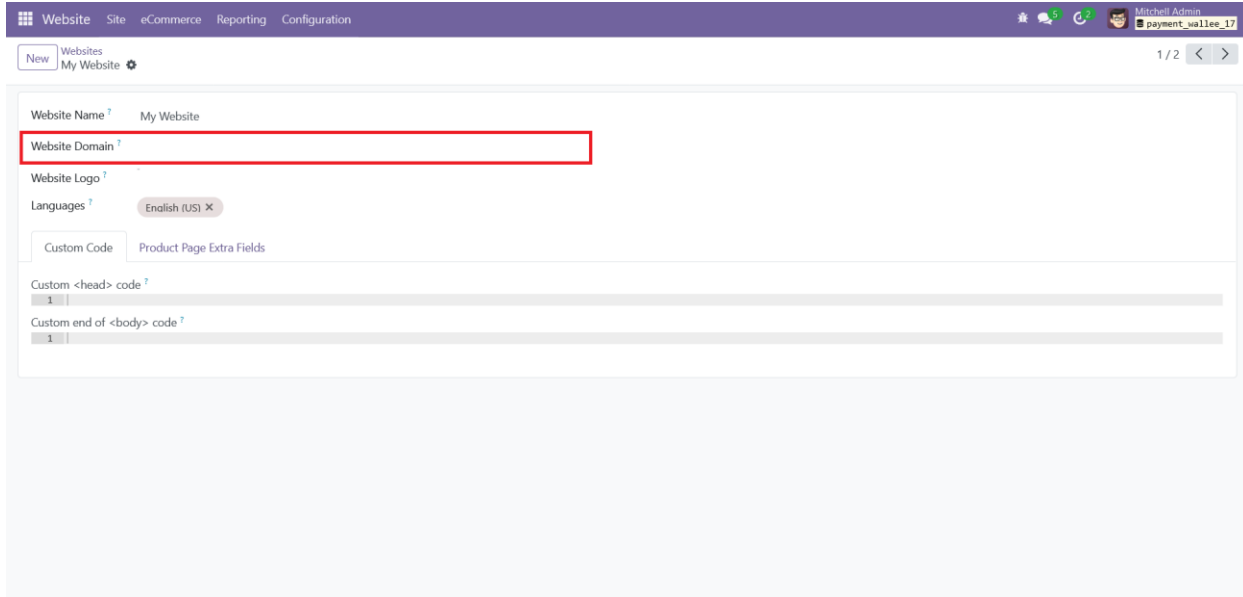 Website Site eCommerce Reporting Configuration 5 2 Mitchell Admin
payment_wallee_17
New Websites 1 / 2
My Website
Website Name ? My Website
Website Domain ?
Website Logo ?
Languages ? English (US) ×
Custom Code Product Page Extra Fields
Custom <head> code ?
1
Custom end of <body> code ?
1